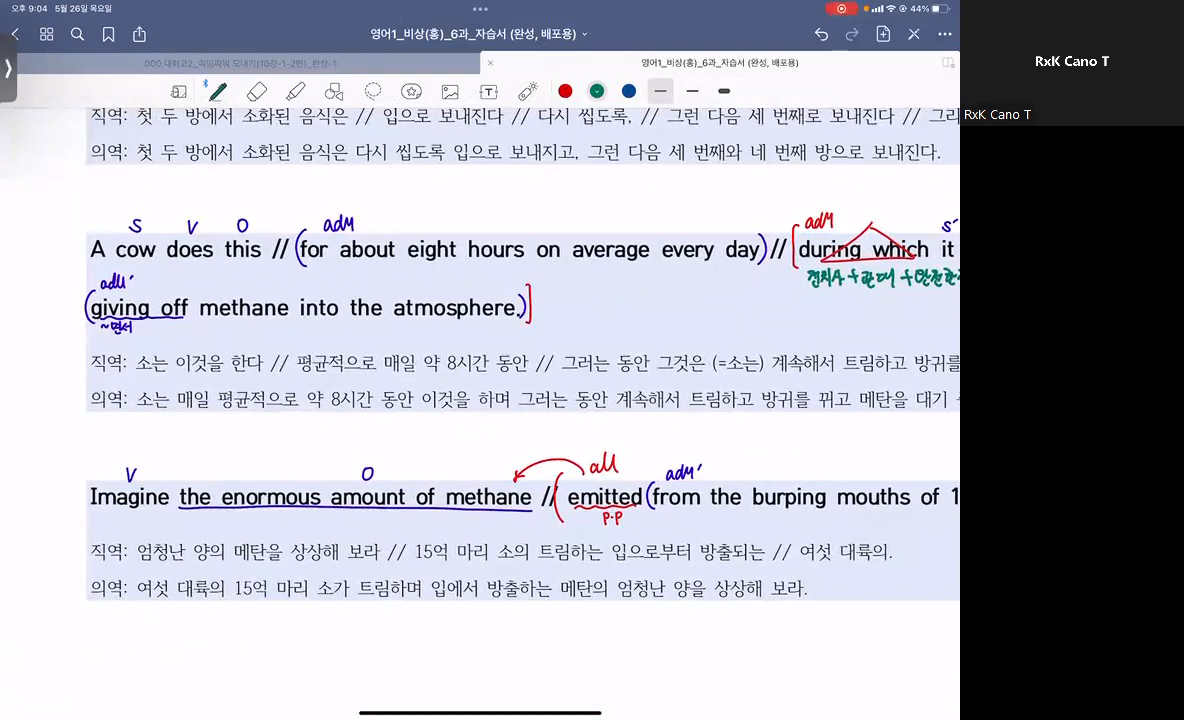 오후 9:04 5월 26일 목요일
44%
영어1_비상(홍)_6과_자습서 (완성, 배포용)
영어1_비상(홍)_6과_자습서 (완성, 배포용)
RxK Cano T
RxK Cano T
직역: 첫 두 방에서 소화된 음식은 // 입으로 보내진다 // 다시 씹도록, // 그런 다음 세 번째로 보내진다 // 그리
의역: 첫 두 방에서 소화된 음식은 다시 씹도록 입으로 보내지고, 그런 다음 세 번째와 네 번째 방으로 보내진다.
S V O adM adM s'
A cow does this // (for about eight hours on average every day) // [during which it
adM' 전치사 + 관대 + 완전한
(giving off methane into the atmosphere.)]
~면서
직역: 소는 이것을 한다 // 평균적으로 매일 약 8시간 동안 // 그러는 동안 그것은 (=소는) 계속해서 트림하고 방귀를
의역: 소는 매일 평균적으로 약 8시간 동안 이것을 하며 그러는 동안 계속해서 트림하고 방귀를 뀌고 메탄을 대기
V O adM'
Imagine the enormous amount of methane // (emitted (from the burping mouths of 1
P.P
직역: 엄청난 양의 메탄을 상상해 보라 // 15억 마리 소의 트림하는 입으로부터 방출되는 // 여섯 대륙의.
의역: 여섯 대륙의 15억 마리 소가 트림하며 입에서 방출하는 메탄의 엄청난 양을 상상해 보라.